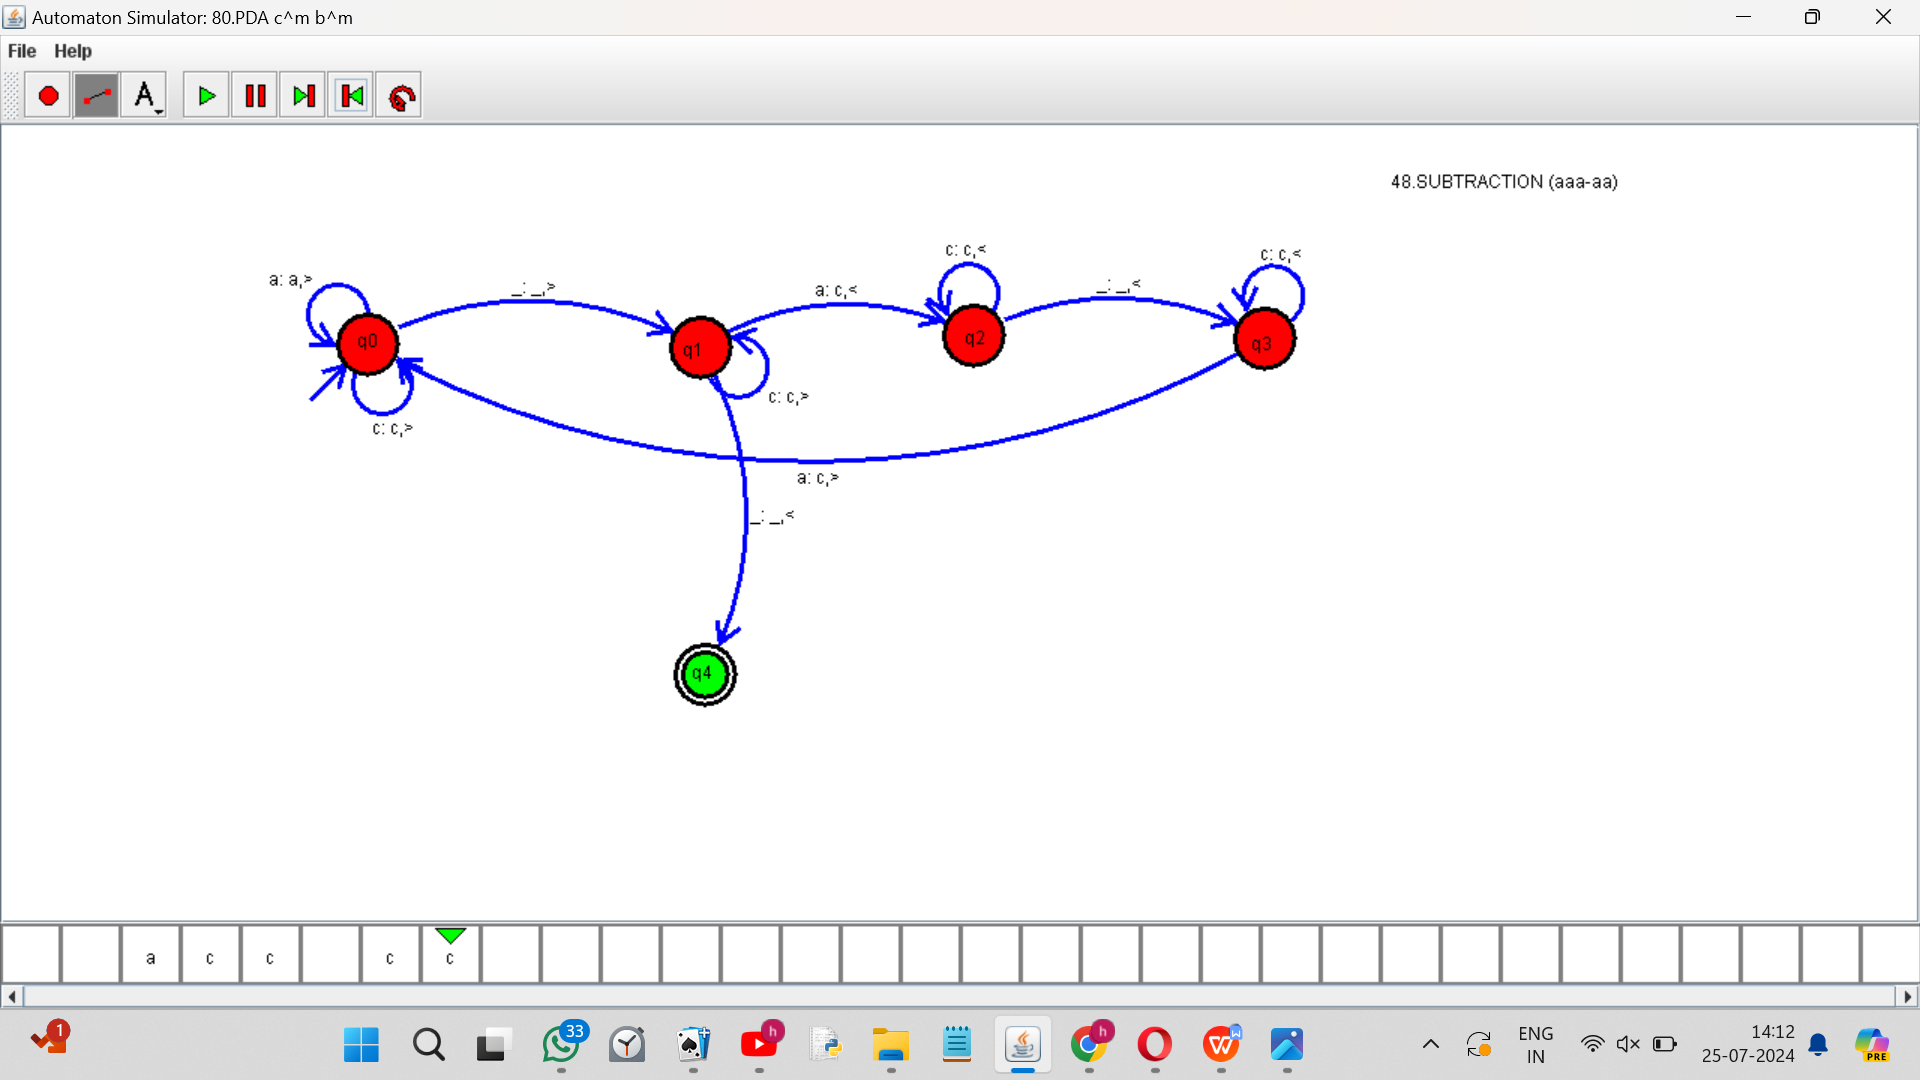 Automaton Simulator: 80.PDA c^m b^m
File Help
A
48.SUBTRACTION (aaa-aa)
c: c,<
c: c,<
a: a,>
_: _,>
a: c,<
_: _,<
q0
q1
q2
q3
c: c,>
c: c,>
a: c,>
_: _,<
q4
a c c c c
1
33
h
h
W
W
ENG
IN
14:12
25-07-2024
PRE